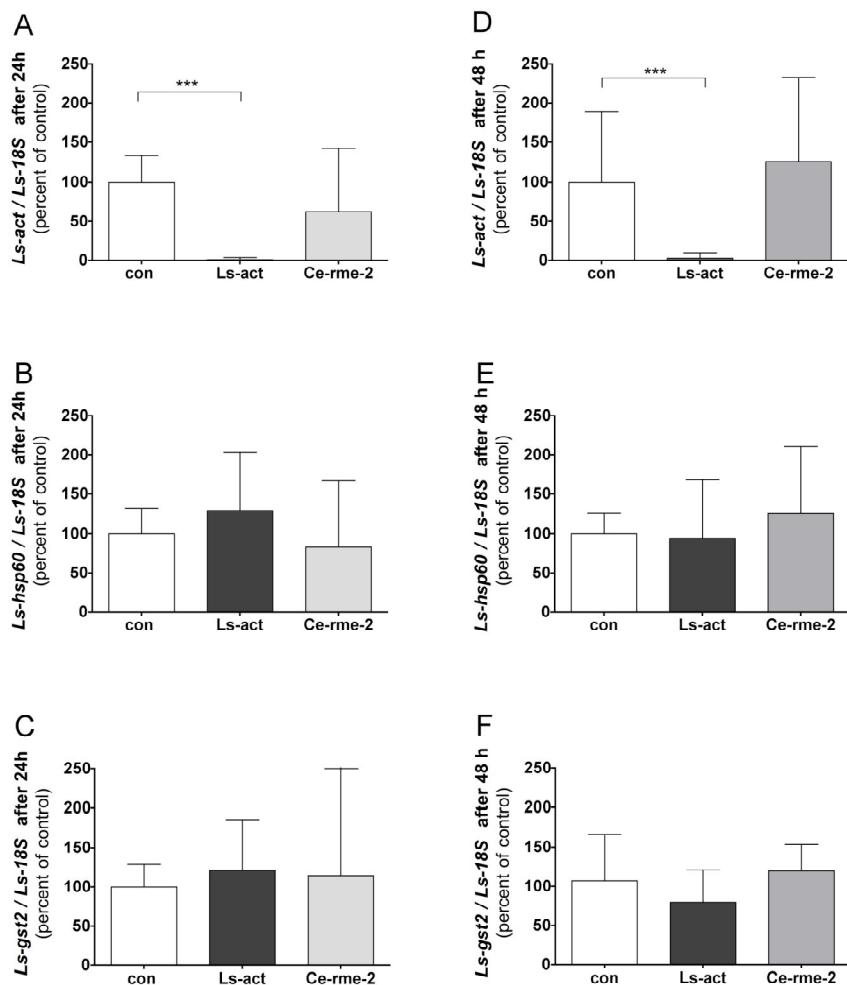 A
Ls-act / Ls-18S after 24h
(percent of control)
250
200
150
100
50
0
***
con Ls-act Ce-rme-2
D
Ls-act / Ls-18S after 48 h
(percent of control)
250
200
150
100
50
0
***
con Ls-act Ce-rme-2
B
Ls-hsp60 / Ls-18S after 24h
(percent of control)
250
200
150
100
50
0
con Ls-act Ce-rme-2
E
Ls-hsp60 / Ls-18S after 48 h
(percent of control)
250
200
150
100
50
0
con Ls-act Ce-rme-2
C
Ls-gst2 / Ls-18S after 24h
(percent of control)
250
200
150
100
50
0
con Ls-act Ce-rme-2
F
Ls-gst2 / Ls-18S after 48 h
(percent of control)
250
200
150
100
50
0
con Ls-act Ce-rme-2